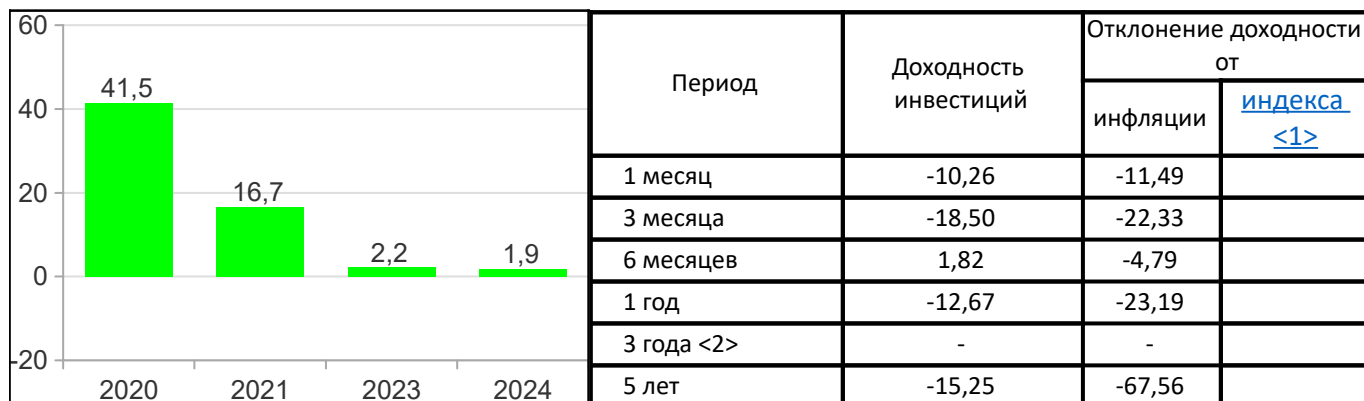 60
40
20
0
-20
41,5
16,7
2,2
1,9
2020 2021 2023 2024
Период
Доходность
инвестиций
Отклонение доходности
от
инфляции
индекса
<1>
1 месяц -10,26 -11,49
3 месяца -18,50 -22,33
6 месяцев 1,82 -4,79
1 год -12,67 -23,19
3 года <2> - -
5 лет -15,25 -67,56